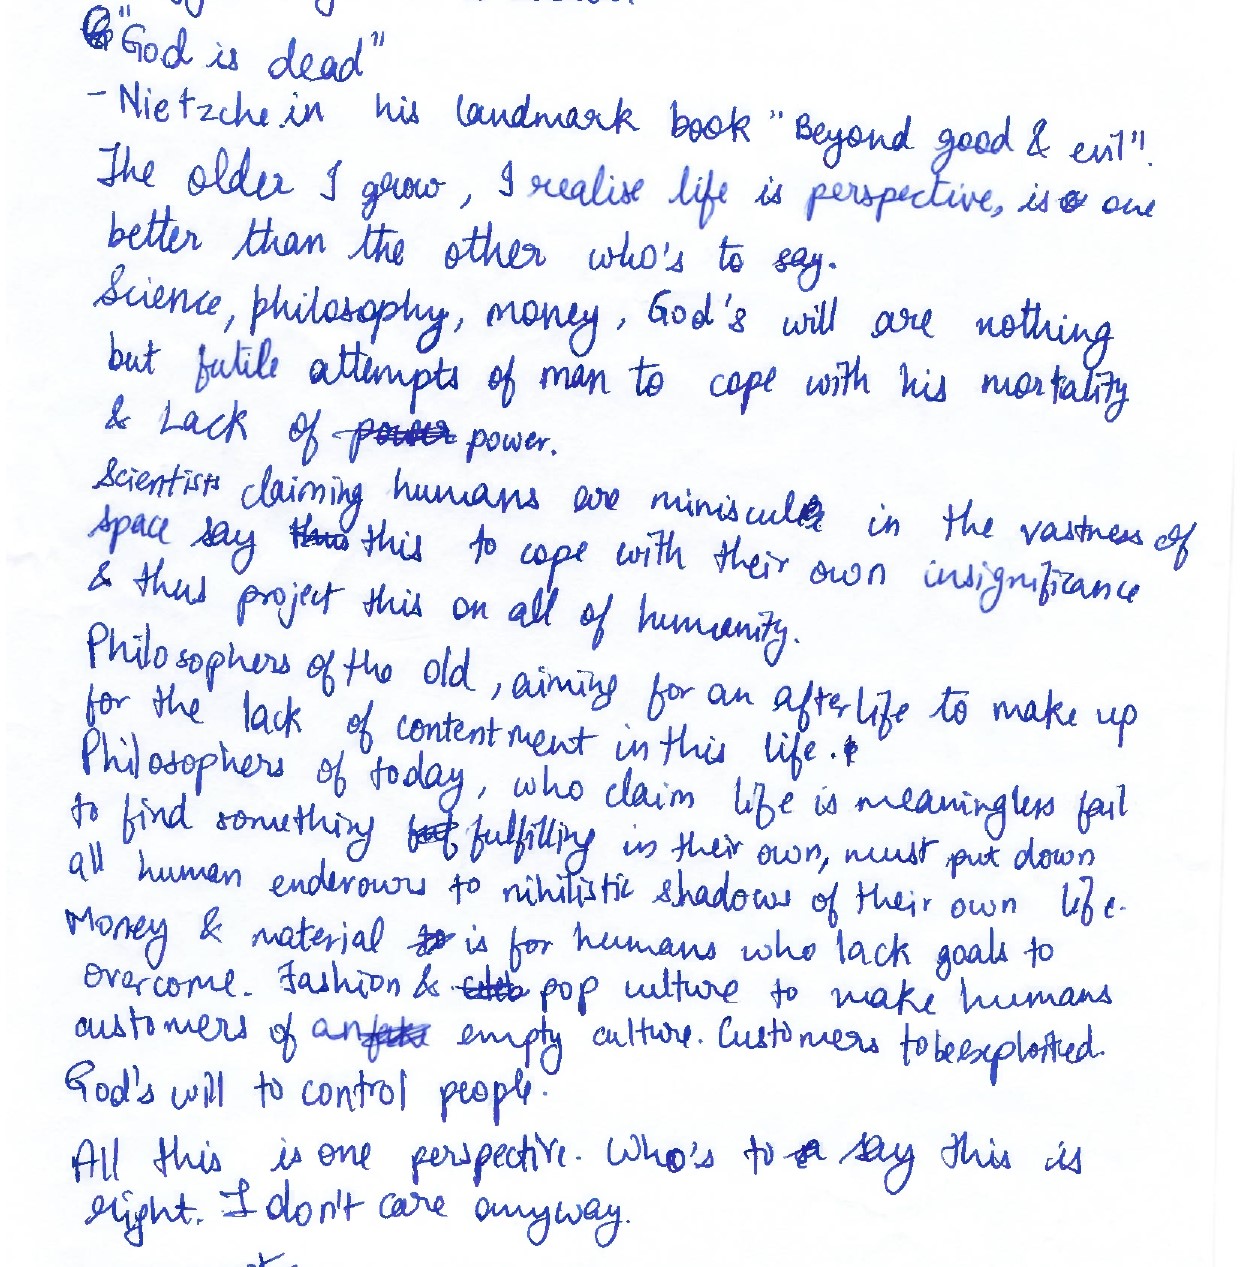 "God is dead"
- Nietzche in his landmark book "Beyond good & evil".
The older I grow, I realise life is perspective, is one
better than the other who's to say.
Science, philosophy, money, God's will are nothing
but futile attempts of man to cope with his mortality
& Lack of power power.
Scientists claiming humans are miniscule in the vastness of
space say this to cope with their own insignificance
& thus project this on all of humanity.
Philosophers of the old, aiming for an afterlife to make up
for the lack of contentment in this life.
Philosophers of today, who claim life is meaningless fail
to find something fulfilling in their own, must put down
all human enderours to nihilistic shadows of their own life.
Money & material is for humans who lack goals to
overcome. Fashion & pop culture to make humans
customers of an empty culture. Customers to be exploited.
God's will to control people.
All this is one perspective. Who's to say this is
right. I don't care anyway.